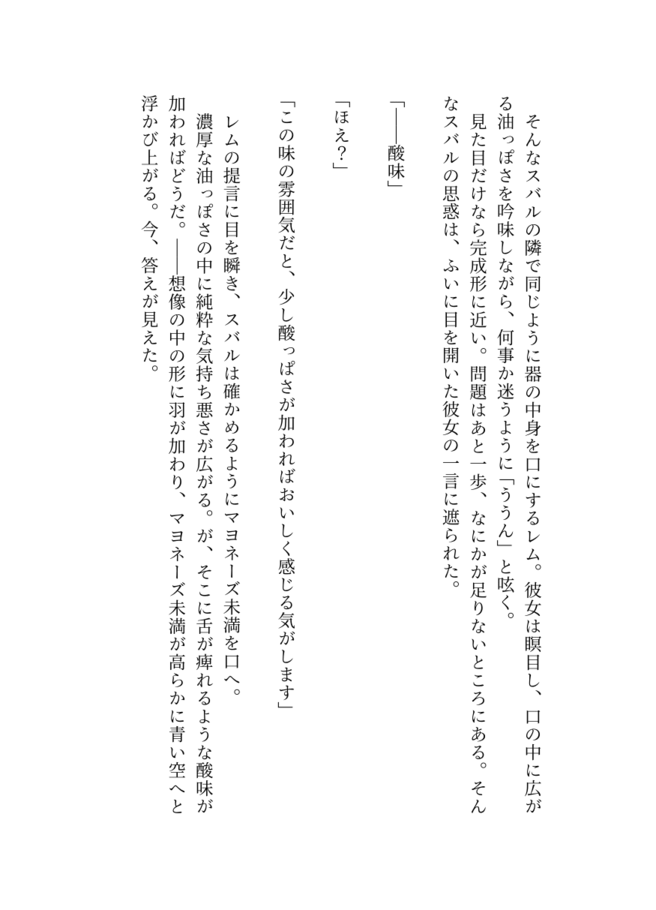 そんなスバルの隣で同じように器の中身を口にするレム。彼女は瞑目し、口の中に広が
る油っぽさを吟味しながら、何事か迷うように「ううん」と呟く。
　見た目だけなら完成形に近い。問題はあと一歩、なにかが足りないところにある。そん
なスバルの思惑は、ふいに目を開いた彼女の一言に遮られた。
「――酸味」
「ほえ？」
「この味の雰囲気だと、少し酸っぱさが加わればおいしく感じる気がします」
　レムの提言に目を瞬き、スバルは確かめるようにマヨネーズ未満を口へ。
　濃厚な油っぽさの中に純粋な気持ち悪さが広がる。が、そこに舌が痺れるような酸味が
加わればどうだ。――想像の中の形に羽が加わり、マヨネーズ未満が高らかに青い空へと
浮かび上がる。今、答えが見えた。